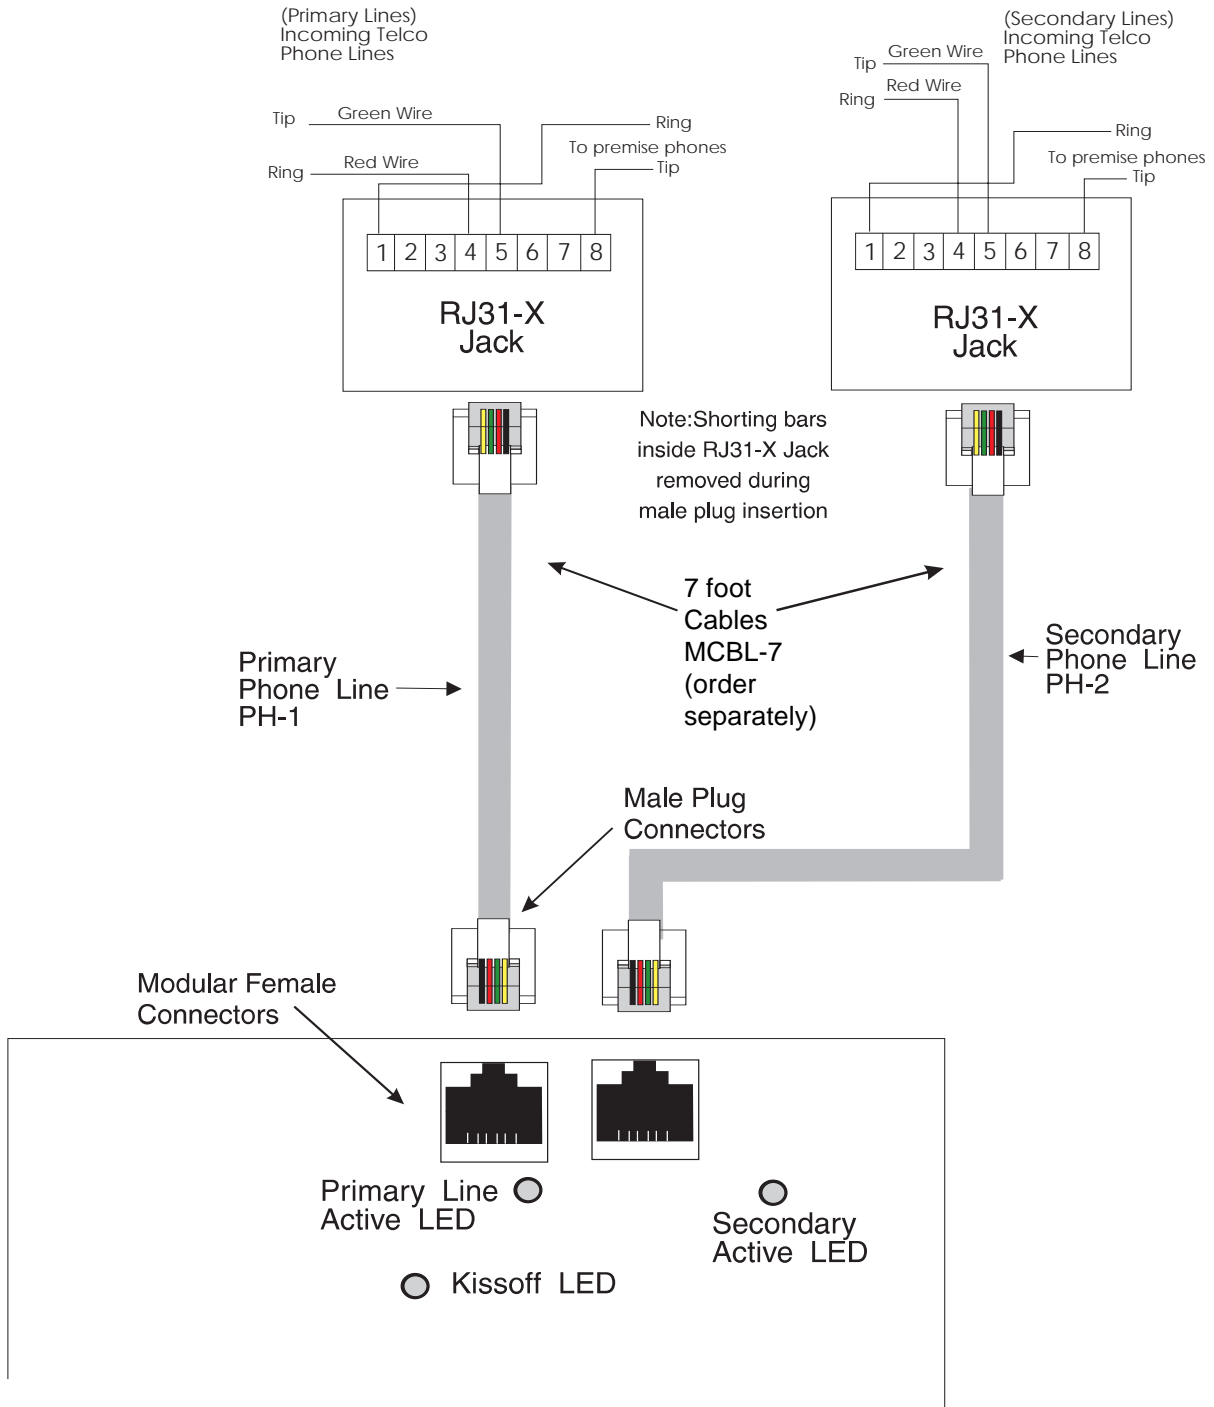 (Primary Lines)
Incoming Telco
Phone Lines
(Secondary Lines)
Incoming Telco
Phone Lines
Tip
Green Wire
Ring
Red Wire
Ring
To premise phones
Tip
Tip
Green Wire
Ring
Red Wire
Ring
To premise phones
Tip
1 2 3 4 5 6 7 8
RJ31-X
Jack
1 2 3 4 5 6 7 8
RJ31-X
Jack
Note:Shorting bars
inside RJ31-X Jack
removed during
male plug insertion
7 foot
Cables
MCBL-7
(order
separately)
Primary
Phone Line
PH-1
Secondary
Phone Line
PH-2
Male Plug
Connectors
Modular Female
Connectors
Primary Line
Active LED
Secondary
Active LED
Kissoff LED